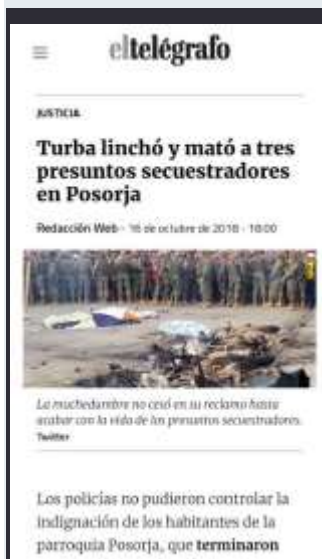 eltelégrafo
JUSTICIA
Turba linchó y mató a tres
presuntos secuestradores
en Posorja
Redacción Web - 16 de octubre de 2018 - 18:00
La muchedumbre no cesó en su reclamo hasta
acabar con la vida de los presuntos secuestradores.
Twitter
Los policías no pudieron controlar la
indignación de los habitantes de la
parroquia Posorja, que terminaron